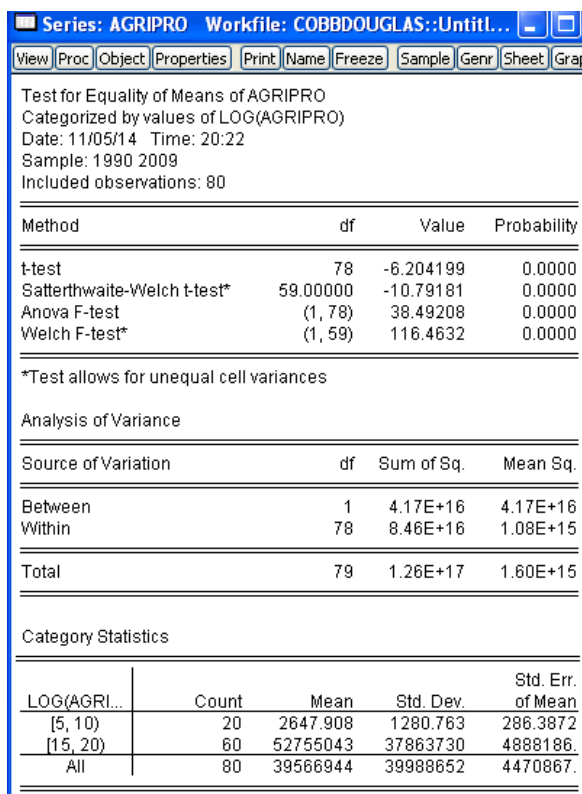 Series: AGRIPRO Workfile: COBBDOUGLAS::Untitl...
View Proc Object Properties Print Name Freeze Sample Genr Sheet Gra
Test for Equality of Means of AGRIPRO
Categorized by values of LOG(AGRIPRO)
Date: 11/05/14 Time: 20:22
Sample: 1990 2009
Included observations: 80
Method df Value Probability
t-test 78 -6.204199 0.0000
Satterthwaite-Welch t-test* 59.00000 -10.79181 0.0000
Anova F-test (1, 78) 38.49208 0.0000
Welch F-test* (1, 59) 116.4632 0.0000
*Test allows for unequal cell variances
Analysis of Variance
Source of Variation df Sum of Sq. Mean Sq.
Between 1 4.17E+16 4.17E+16
Within 78 8.46E+16 1.08E+15
Total 79 1.26E+17 1.60E+15
Category Statistics
Std. Err.
LOG(AGRI... Count Mean Std. Dev. of Mean
[5, 10) 20 2647.908 1280.763 286.3872
[15, 20) 60 52755043 37863730 4888186.
All 80 39566944 39988652 4470867.